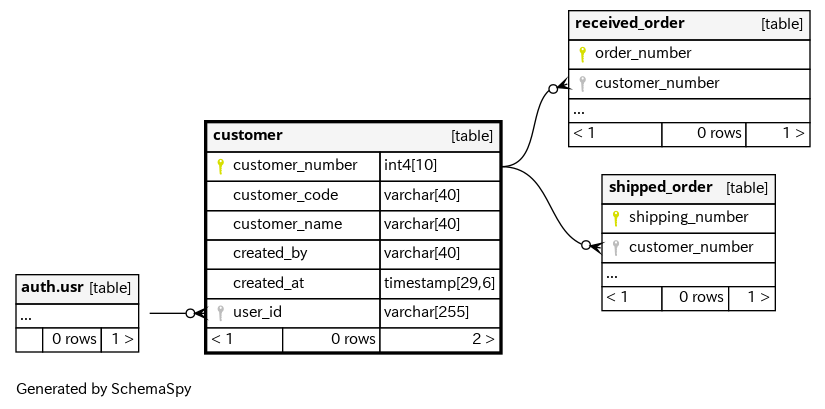 received_order [table]
order_number
customer_number
...
< 1 0 rows 1 >
customer [table]
customer_number int4[10]
customer_code varchar[40]
customer_name varchar[40]
created_by varchar[40]
created_at timestamp[29,6]
user_id varchar[255]
< 1 0 rows 2 >
shipped_order [table]
shipping_number
customer_number
...
< 1 0 rows 1 >
auth.usr [table]
...
0 rows 1 >
Generated by SchemaSpy